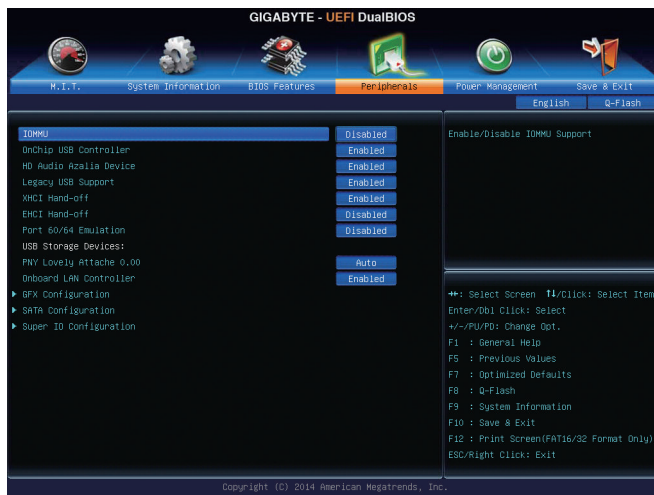 GIGABYTE - UEFI DualBIOS
M.I.T. System Information BIOS Features Peripherals Power Management Save & Exit
English Q-Flash
IOMMU Disabled
OnChip USB Controller Enabled
HD Audio Azalia Device Enabled
Legacy USB Support Enabled
XHCI Hand-off Enabled
EHCI Hand-off Disabled
Port 60/64 Emulation Disabled
USB Storage Devices:
PNY Lovely Attache 0.00 Auto
Onboard LAN Controller Enabled
GFX Configuration
SATA Configuration
Super IO Configuration
Enable/Disable IOMMU Support
→←: Select Screen ↑↓/Click: Select Item
Enter/Dbl Click: Select
+/-/PU/PD: Change Opt.
F1 : General Help
F5 : Previous Values
F7 : Optimized Defaults
F8 : Q-Flash
F9 : System Information
F10 : Save & Exit
F12 : Print Screen(FAT16/32 Format Only)
ESC/Right Click: Exit
Copyright (C) 2014 American Megatrends, Inc.